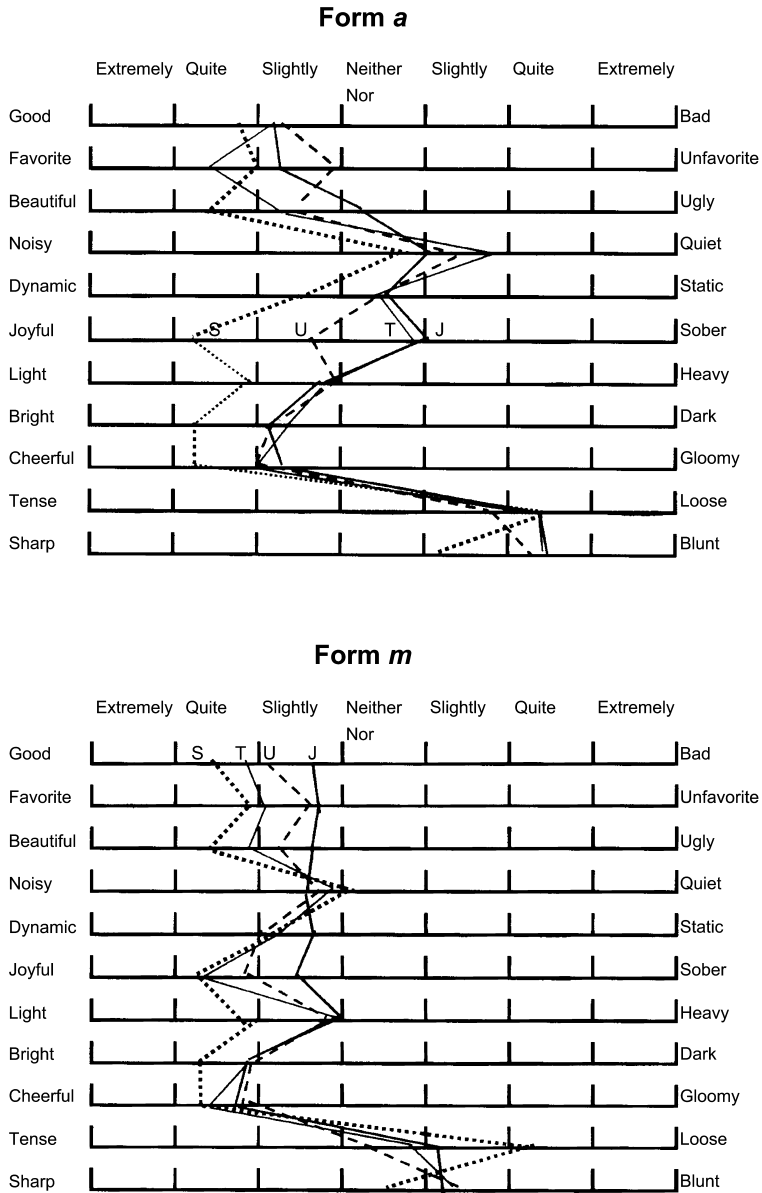 Form a
Extremely Quite Slightly Neither Slightly Quite Extremely
Nor
Good Bad
Favorite Unfavorite
Beautiful Ugly
Noisy Quiet
Dynamic Static
Joyful S U T J Sober
Light Heavy
Bright Dark
Cheerful Gloomy
Tense Loose
Sharp Blunt
Form m
Extremely Quite Slightly Neither Slightly Quite Extremely
Nor
Good S T U J Bad
Favorite Unfavorite
Beautiful Ugly
Noisy Quiet
Dynamic Static
Joyful Sober
Light Heavy
Bright Dark
Cheerful Gloomy
Tense Loose
Sharp Blunt